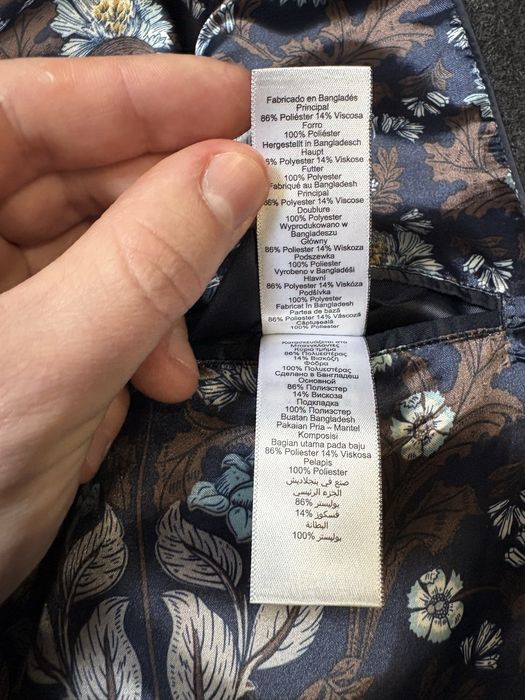 Fabricado en Bangladés
Principal
86% Poliéster 14% Viscosa
Forro
100% Poliéster
Hergestellt in Bangladesch
Haupt
6% Polyester 14% Viskose
Futter
100% Polyester
Fabriqué au Bangladesh
Principal
86% Polyester 14% Viscose
Doublure
100% Polyester
Wyprodukowano w
Bangladeszu
Główny
86% Poliester 14% Wiskoza
Podszewka
100% Poliester
Vyrobeno v Bangladéši
Hlavní
86% Polyester 14% Viskóza
Podšívka
100% Polyester
Fabricat în Bangladesh
Partea de bază
86% Poliester 14% Vâscoză
Căptuşeală
100% Poliester
Κατασκευάζεται στο
Μπανγκλαντές
Κύριο τμήμα
86% Πολυεστέρας
14% Βισκόζη
Φόδρα
100% Πολυεστέρας
Сделано в Бангладеш
Основной
86% Полиэстер
14% Вискоза
Подкладка
100% Полиэстер
Buatan Bangladesh
Pakaian Pria – Mantel
Komposisi
Bagian utama pada baju
86% Poliester 14% Viskosa
Pelapis
100% Poliester
صنع في بنجلاديش
الجزء الرئيسي
86% بوليستر
14% فسكوز
البطانة
100% بوليستر